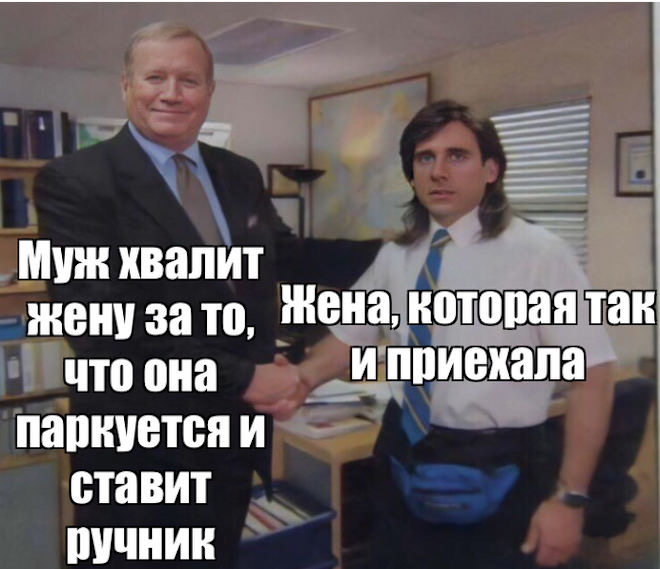 Муж хвалит
жену за то,
что она
паркуется и
ставит
ручник
Жена, которая так
и приехала